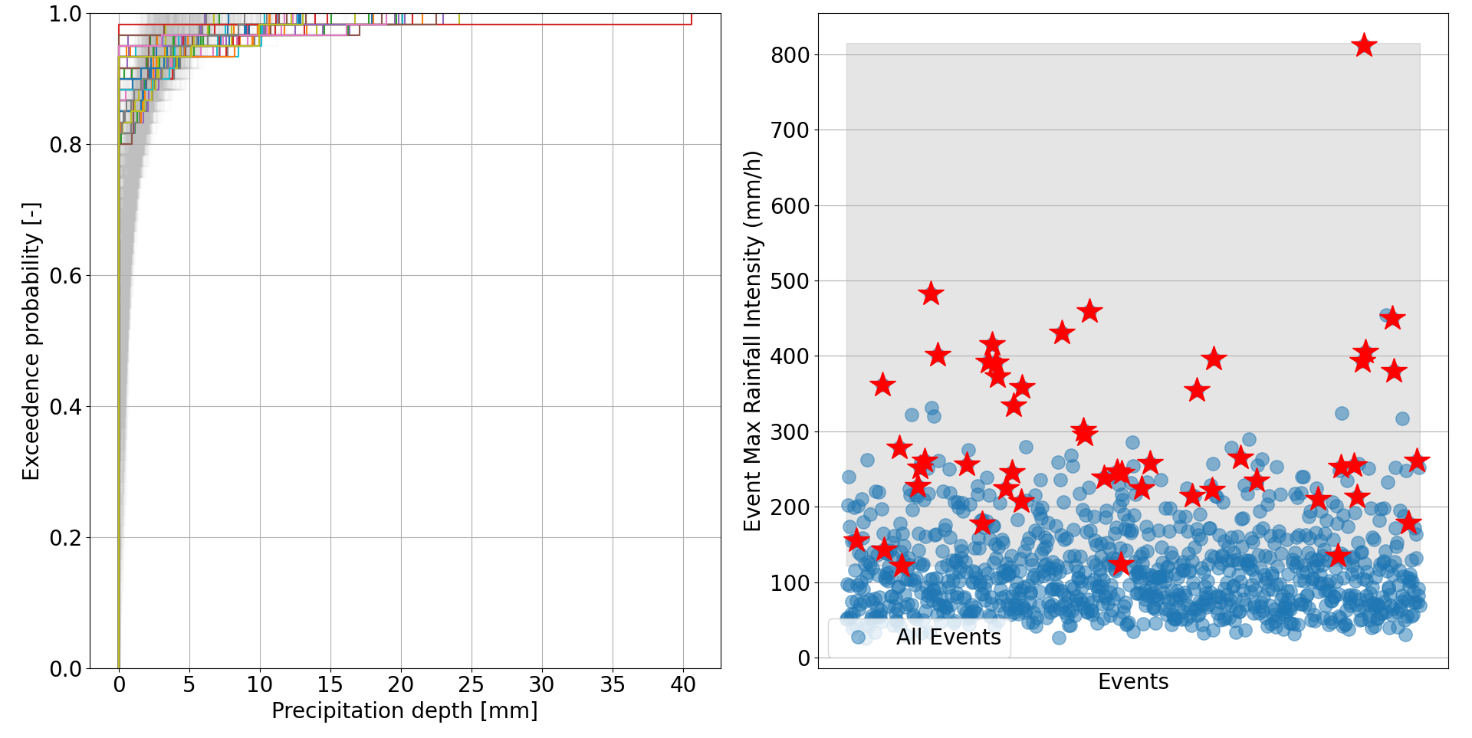 1.0
0.8
0.6
0.4
0.2
0.0
Exceedence probability [-]
0 5 10 15 20 25 30 35 40
Precipitation depth [mm]
800
700
600
500
400
300
200
100
0
Event Max Rainfall Intensity (mm/h)
All Events
Events